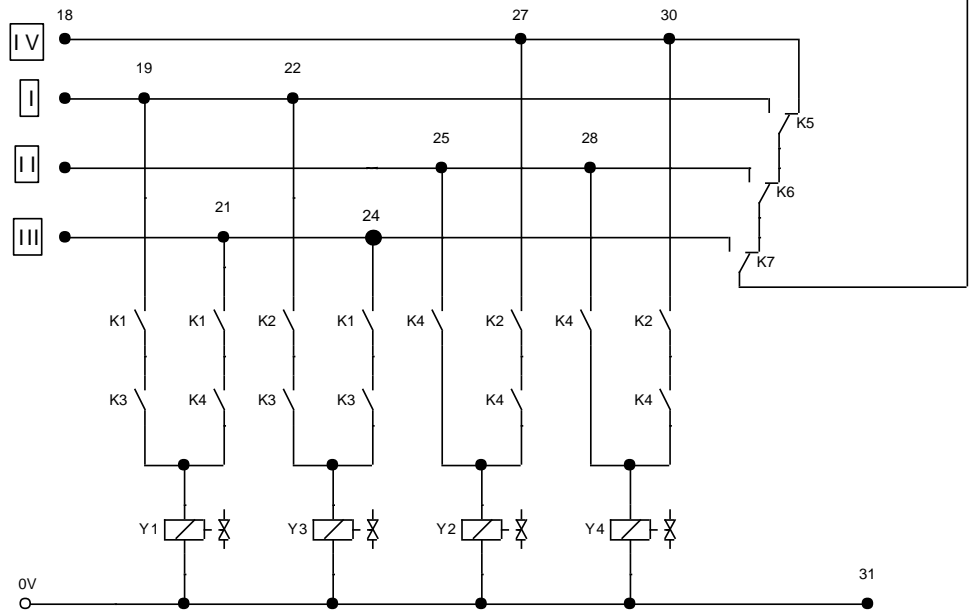 18 27 30
IV
19 22
I
K5
25 28
II
K6
21 24
III
K7
K1 K1 K2 K1 K4 K2 K4 K2
K3 K4 K3 K3 K4 K4
Y1 Y3 Y2 Y4
0V 31